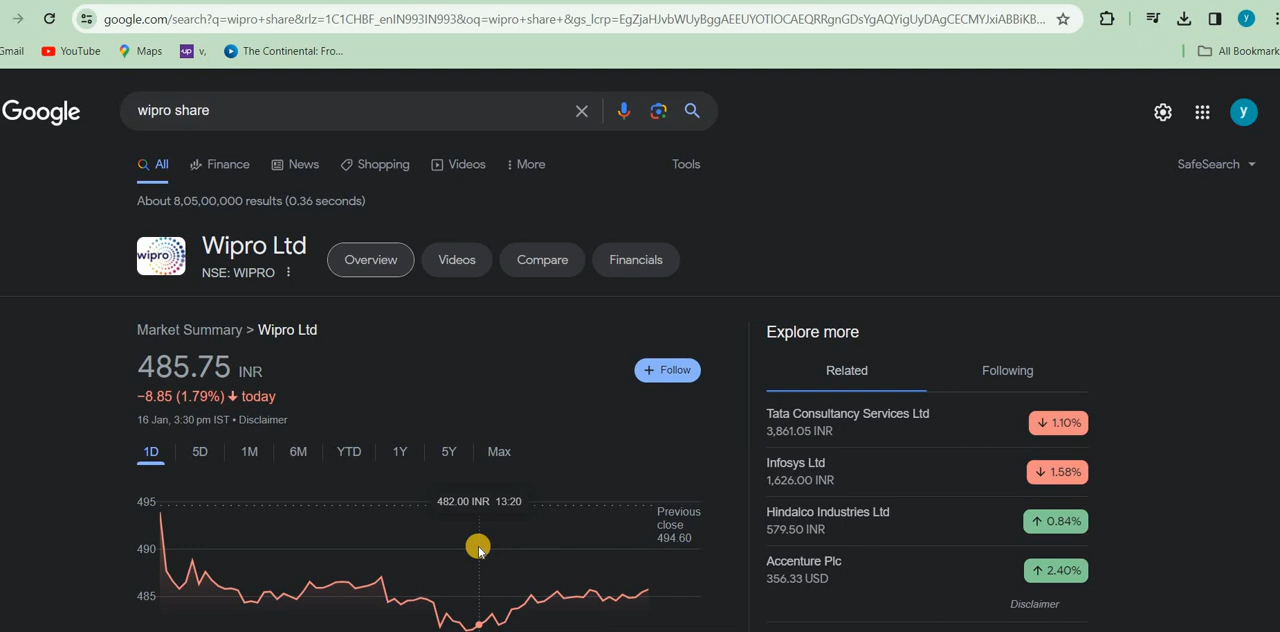 google.com/search?q=wipro+share&rlz=1C1CHBF_enIN993IN993&oq=wipro+share+&gs_lcrp=EgZjaHJvbWUyBggAEEUYOTIOCAEQRRgnGDsYgAQYigUyDAgCECMYJxiABBiKB...
y
Gmail YouTube Maps up v, The Continental: Fro... All Bookmark
Google
wipro share
y
All Finance News Shopping Videos More Tools SafeSearch
About 8,05,00,000 results (0.36 seconds)
wipro
Wipro Ltd
NSE: WIPRO
Overview Videos Compare Financials
Market Summary > Wipro Ltd
485.75 INR
+ Follow
−8.85 (1.79%) ↓ today
16 Jan, 3:30 pm IST • Disclaimer
1D 5D 1M 6M YTD 1Y 5Y Max
482.00 INR 13:20
495
490
485
Previous
close
494.60
Explore more
Related Following
Tata Consultancy Services Ltd
3,861.05 INR
↓ 1.10%
Infosys Ltd
1,626.00 INR
↓ 1.58%
Hindalco Industries Ltd
579.50 INR
↑ 0.84%
Accenture Plc
356.33 USD
↑ 2.40%
Disclaimer